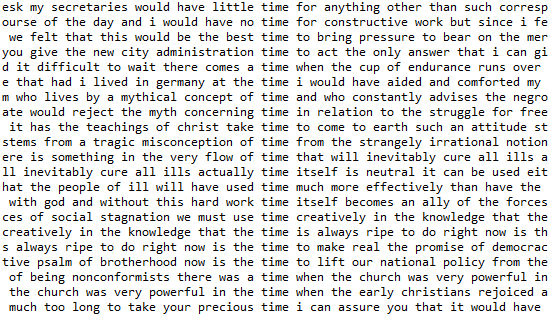 esk my secretaries would have little time for anything other than such corresp
ourse of the day and i would have no time for constructive work but since i fe
we felt that this would be the best time to bring pressure to bear on the mer
you give the new city administration time to act the only answer that i can gi
d it difficult to wait there comes a time when the cup of endurance runs over
e that had i lived in germany at the time i would have aided and comforted my
m who lives by a mythical concept of time and who constantly advises the negro
ate would reject the myth concerning time in relation to the struggle for free
it has the teachings of christ take time to come to earth such an attitude st
stems from a tragic misconception of time from the strangely irrational notion
ere is something in the very flow of time that will inevitably cure all ills a
ll inevitably cure all ills actually time itself is neutral it can be used eit
hat the people of ill will have used time much more effectively than have the
with god and without this hard work time itself becomes an ally of the forces
ces of social stagnation we must use time creatively in the knowledge that the
creatively in the knowledge that the time is always ripe to do right now is th
s always ripe to do right now is the time to make real the promise of democrac
tive psalm of brotherhood now is the time to lift our national policy from the
of being nonconformists there was a time when the church was very powerful in
the church was very powerful in the time when the early christians rejoiced a
much too long to take your precious time i can assure you that it would have